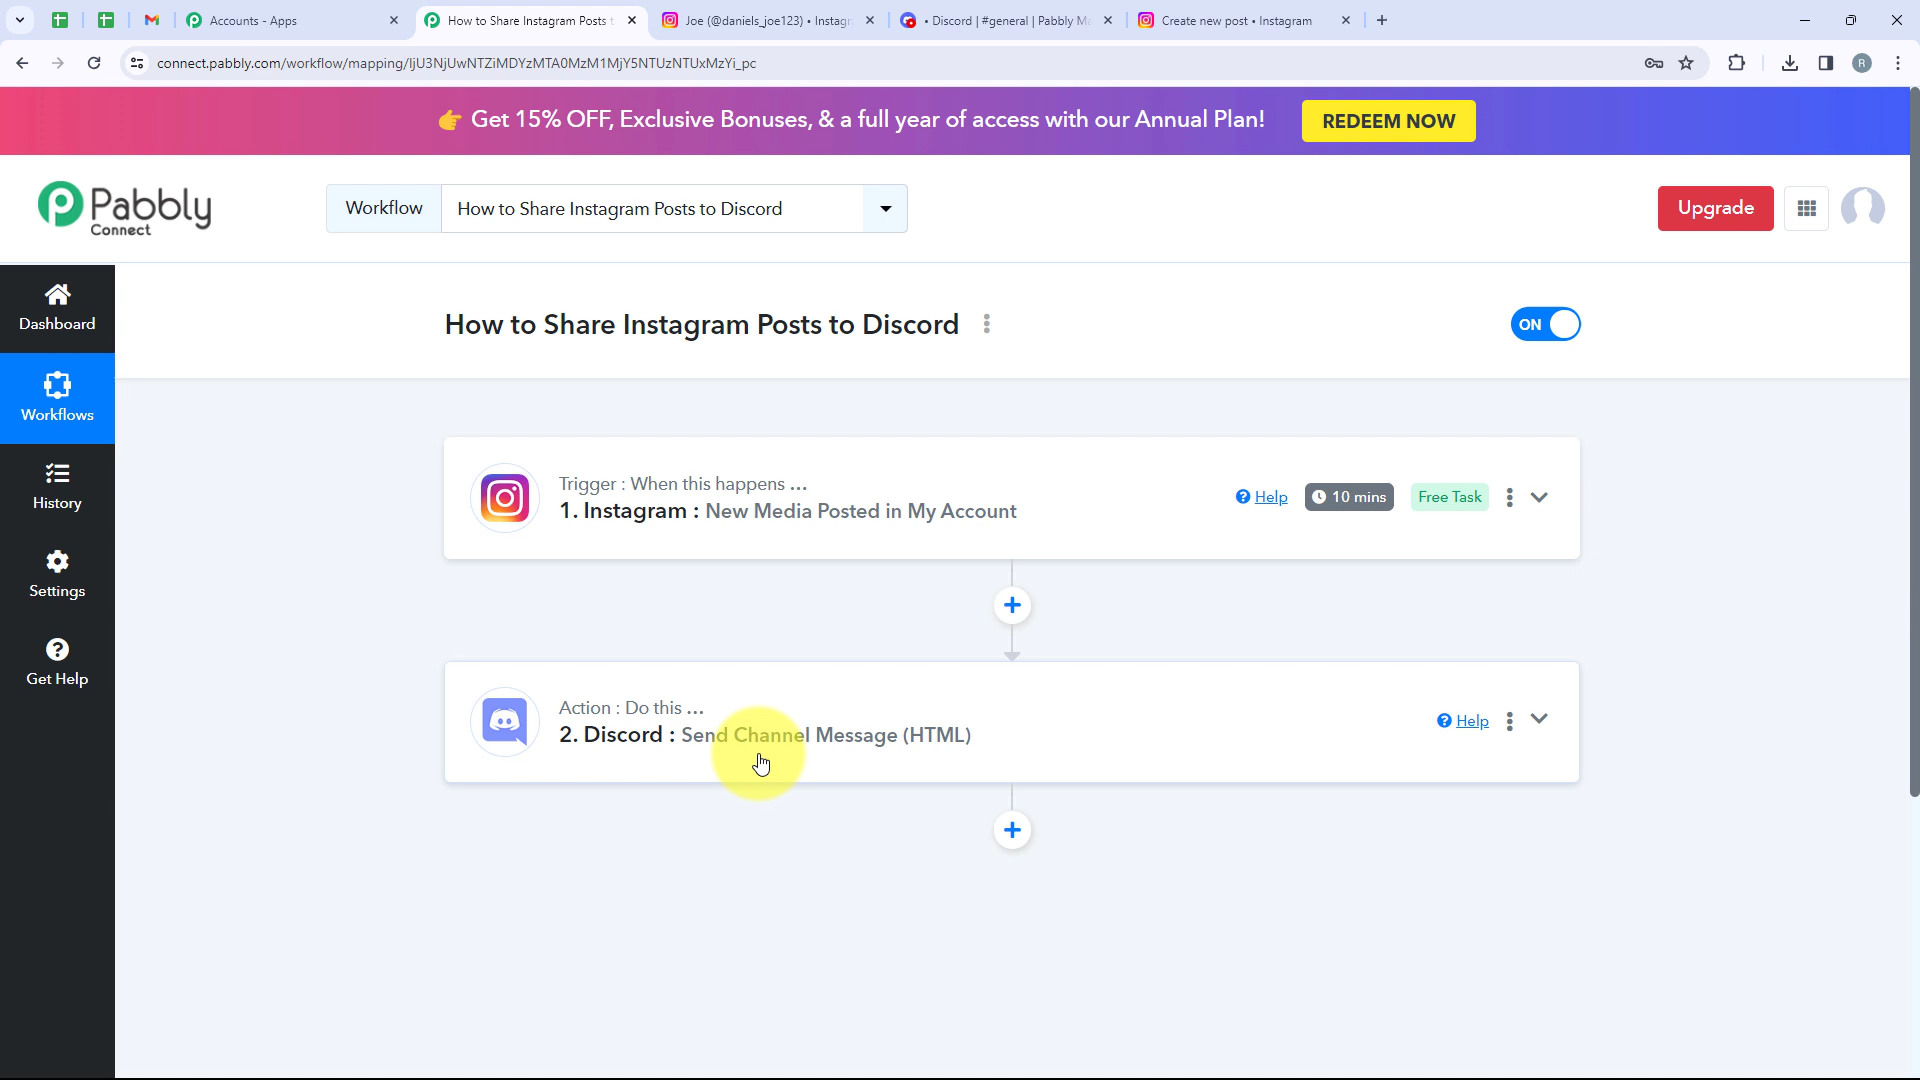 Accounts - Apps
How to Share Instagram Posts t
Joe (@daniels_joe123) • Instag
• Discord | #general | Pabbly M
Create new post • Instagram
connect.pabbly.com/workflow/mapping/IjU3NjUwNTZiMDYzMTA0MzM1MjY5NTUzNTUxMzYi_pc
R
👉 Get 15% OFF, Exclusive Bonuses, & a full year of access with our Annual Plan!
REDEEM NOW
Pabbly
Connect
Workflow
How to Share Instagram Posts to Discord
Upgrade
Dashboard
Workflows
History
Settings
Get Help
How to Share Instagram Posts to Discord
ON
Trigger : When this happens ...
1. Instagram : New Media Posted in My Account
Help
10 mins
Free Task
Action : Do this ...
2. Discord : Send Channel Message (HTML)
Help